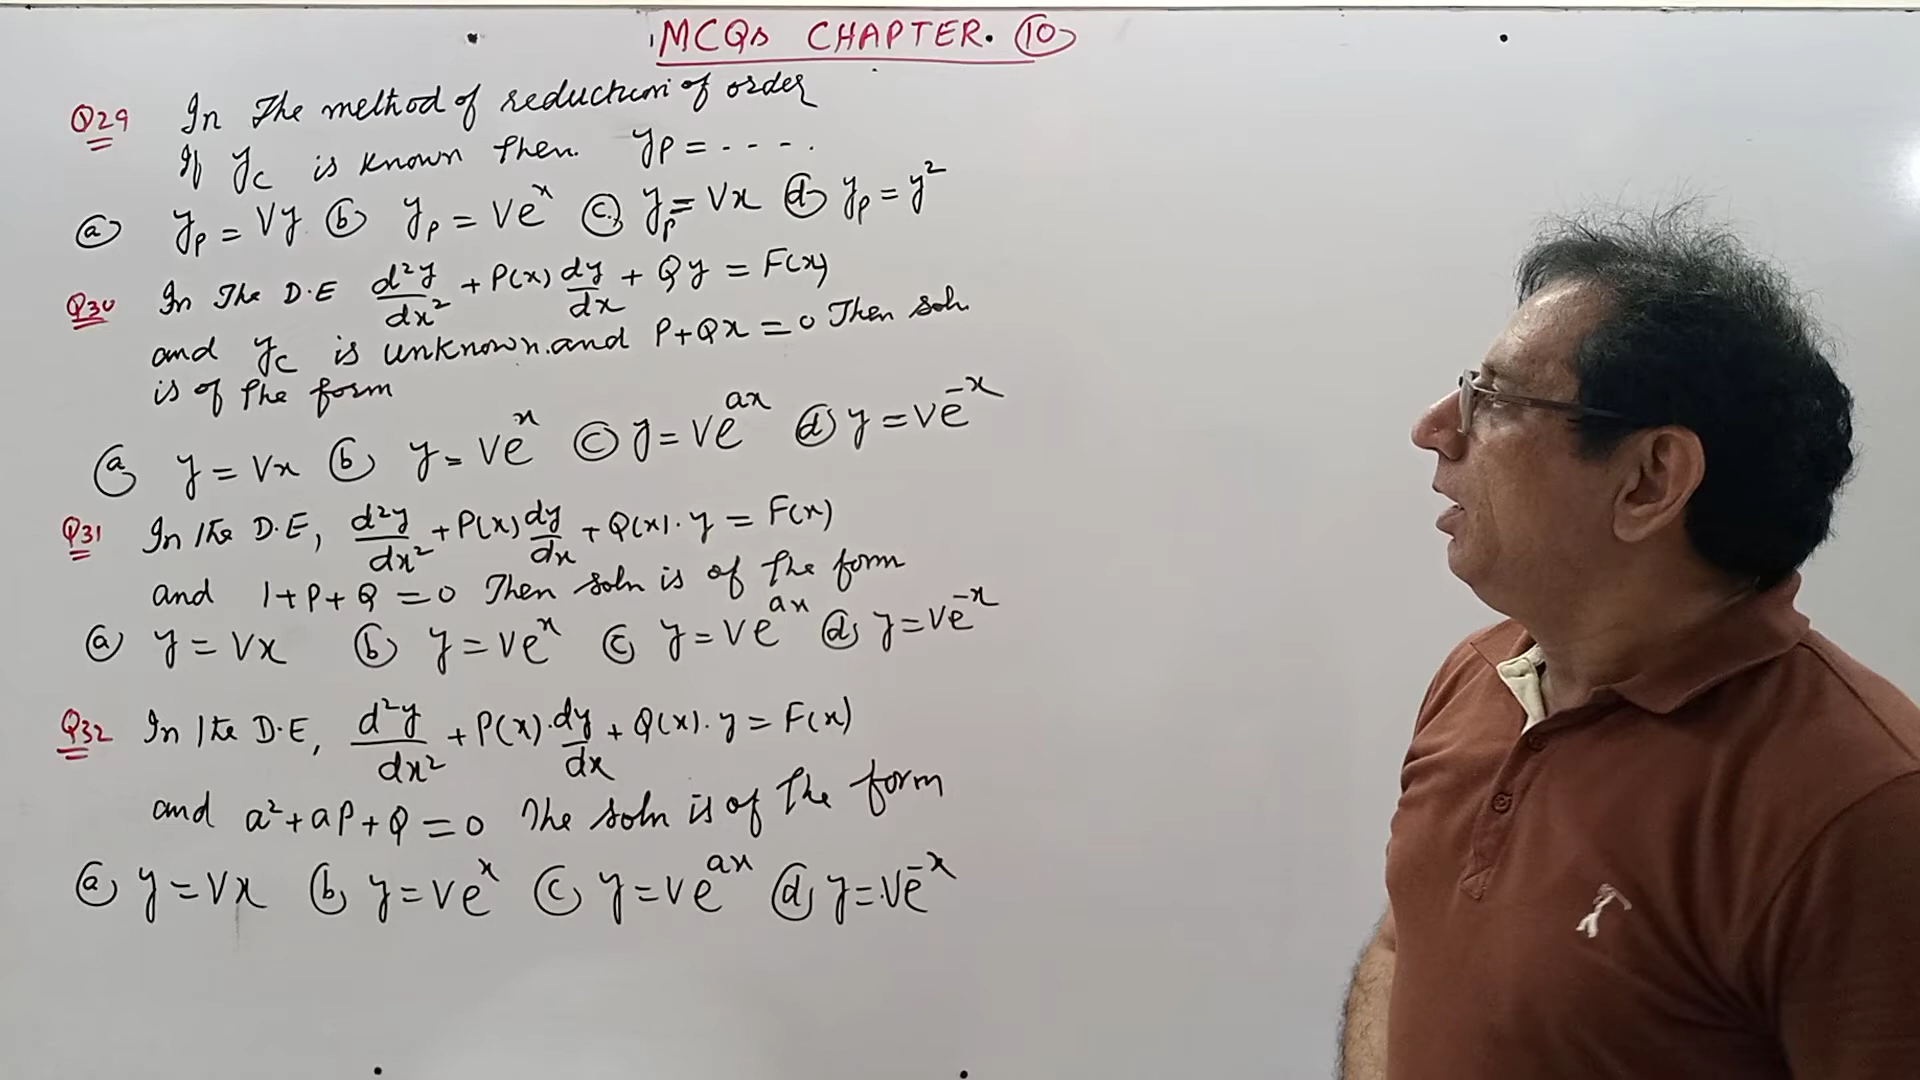 MCQs CHAPTER. 10
Q29 In The method of reduction of order
If yc is known then yp = - - - - .
(a) yp = Vy (b) yp = Ve^x (c) yp = Vx (d) yp = y²
Q30 In The D.E d²y/dx² + P(x) dy/dx + Qy = F(x)
and yc is unknown.and P+Qx = 0 Then soln
is of the form
(a) y = Vx (b) y = Ve^x (c) y = Ve^ax (d) y = Ve^-x
Q31 In the D.E, d²y/dx² + P(x) dy/dx + Q(x).y = F(x)
and 1+P+Q = 0 Then soln is of the form
(a) y = Vx (b) y = Ve^x (c) y = Ve^ax (d) y = Ve^-x
Q32 In the D.E, d²y/dx² + P(x).dy/dx + Q(x).y = F(x)
and a²+aP+Q = 0 The soln is of the form
(a) y = Vx (b) y = Ve^x (c) y = Ve^ax (d) y = Ve^-x